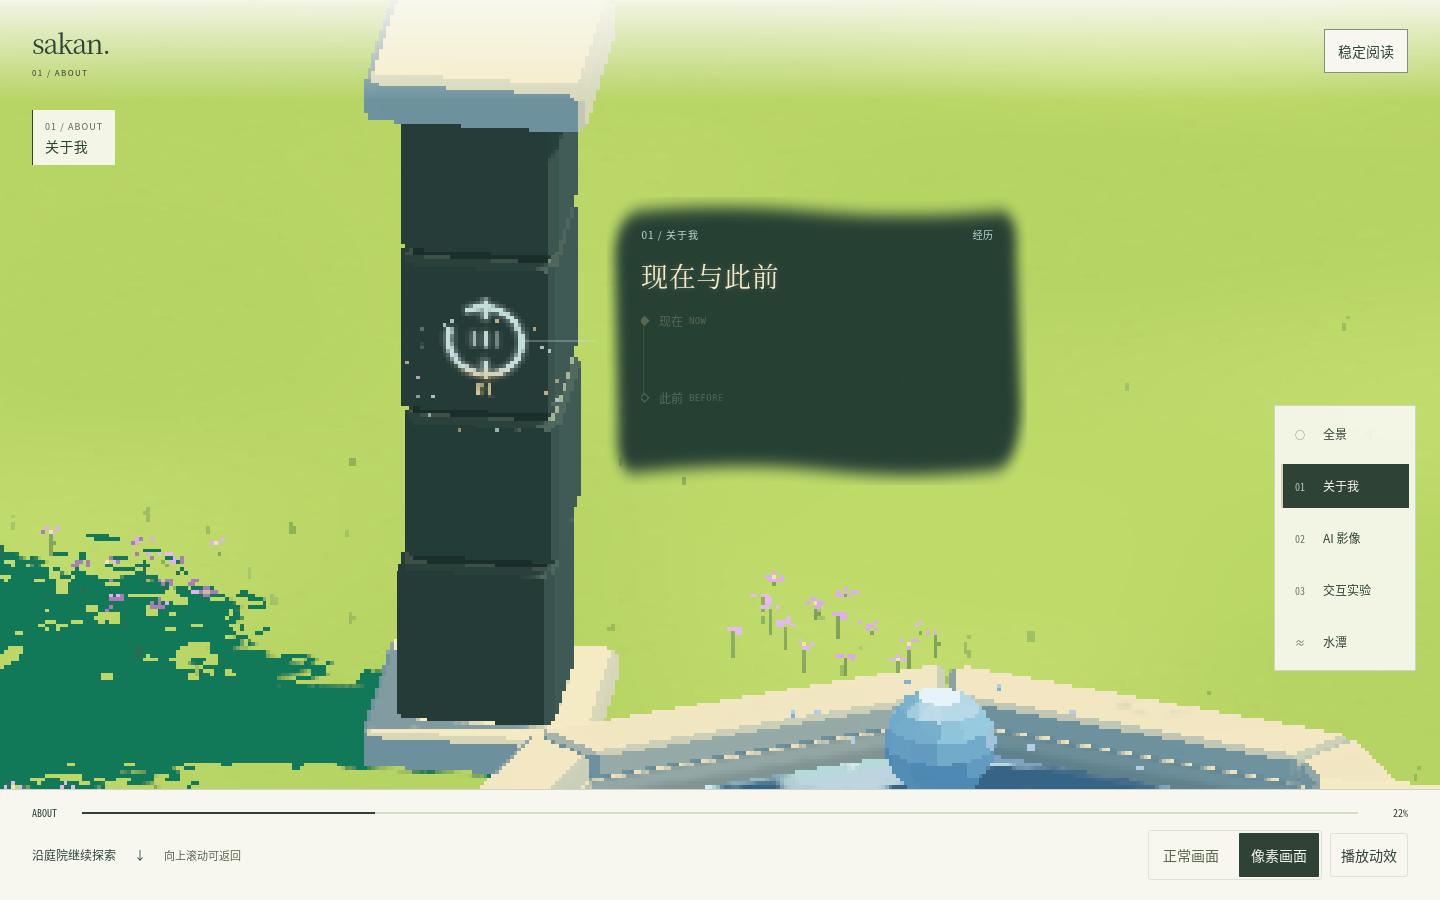 sakan.
01 / ABOUT
稳定阅读
01 / ABOUT
关于我
01 / 关于我
经历
现在与此前
现在 NOW
此前 BEFORE
全景
01 关于我
02 AI 影像
03 交互实验
≈ 水潭
ABOUT
22%
沿庭院继续探索 ↓ 向上滚动可返回
正常画面
像素画面
播放动效